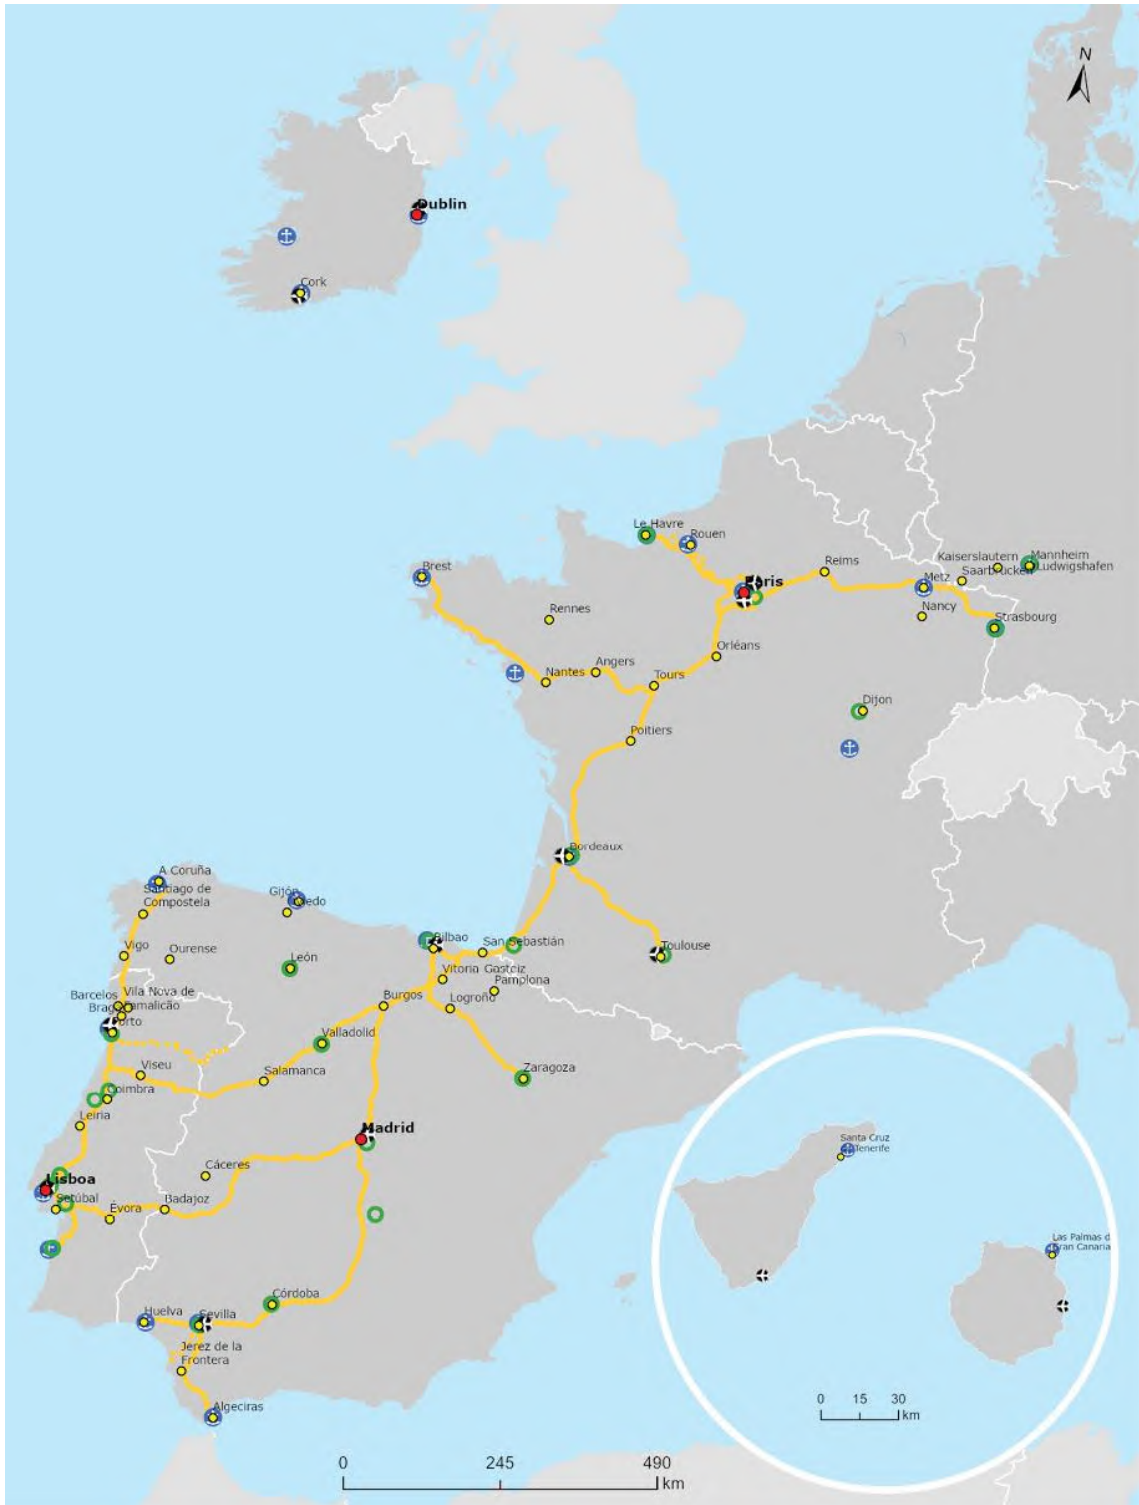 N
Dublin
Cork
Le Havre
Rouen
Kaiserslautern
Mannheim
Ludwigshafen
Saarbrücken
Reims
Metz
Brest
Nancy
Strasbourg
Rennes
Orléans
Angers
Nantes
Tours
Dijon
Poitiers
Bordeaux
A Coruña
Santiago de
Compostela
Gijón
Bilbao
San Sebastián
Toulouse
Vigo
Ourense
León
Vitoria Gasteiz
Pamplona
Barcelos
Vila Nova de
Famalicão
Burgos
Logroño
Valladolid
Viseu
Salamanca
Zaragoza
Coimbra
Leiria
Madrid
Santa Cruz
Tenerife
Cáceres
Lisboa
Setúbal
Évora
Badajoz
Las Palmas d
Gran Canaria
Córdoba
Huelva
Sevilla
Jerez de la
Frontera
Algeciras
0 15 30
km
0 245 490
km